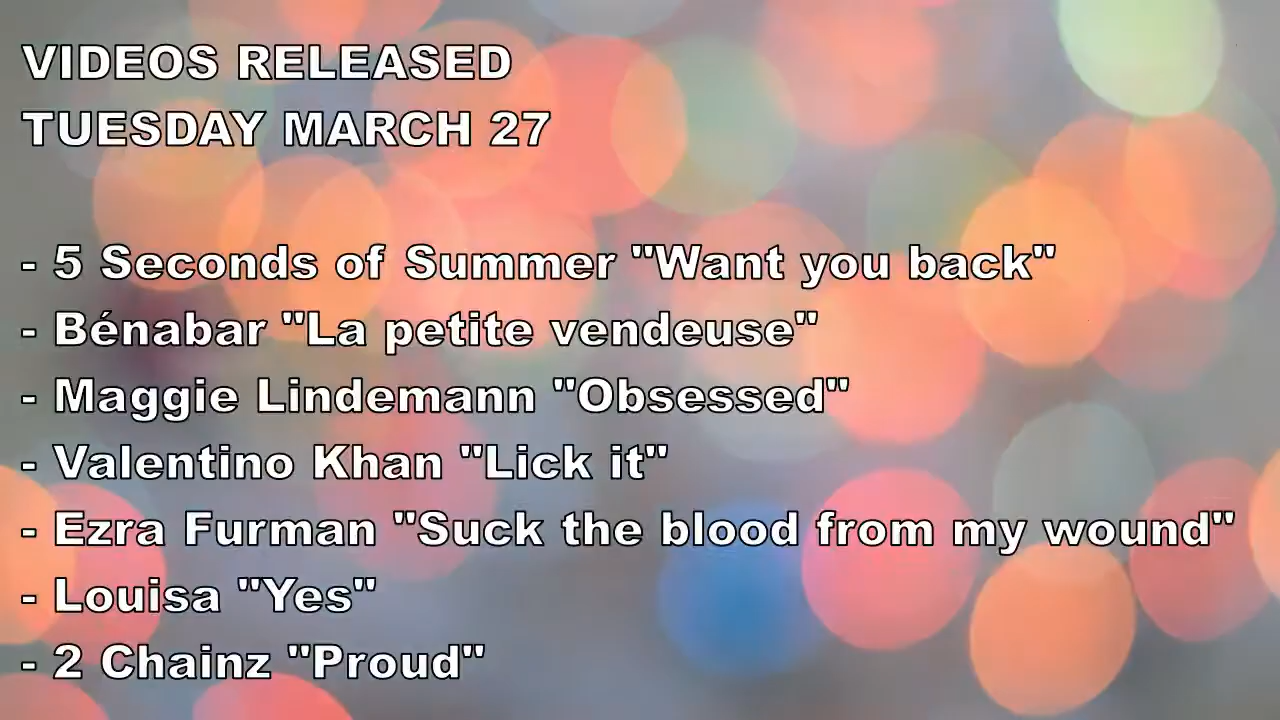 VIDEOS RELEASED
TUESDAY MARCH 27
- 5 Seconds of Summer "Want you back"
- Bénabar "La petite vendeuse"
- Maggie Lindemann "Obsessed"
- Valentino Khan "Lick it"
- Ezra Furman "Suck the blood from my wound"
- Louisa "Yes"
- 2 Chainz "Proud"